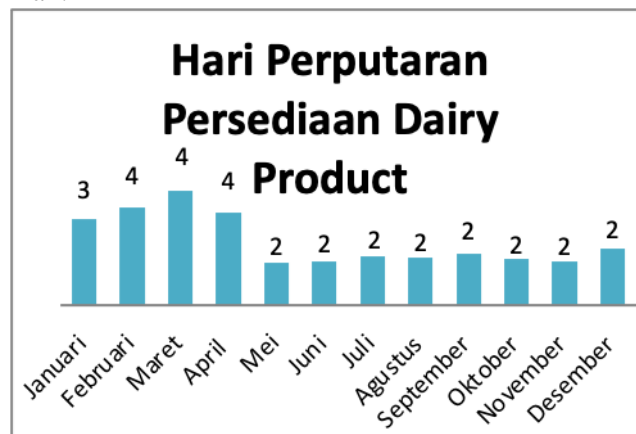 Hari Perputaran
Persediaan Dairy
Product
3
4
4
4
2
2
2
2
2
2
2
2
Januari
Februari
Maret
April
Mei
Juni
Juli
Agustus
September
Oktober
November
Desember